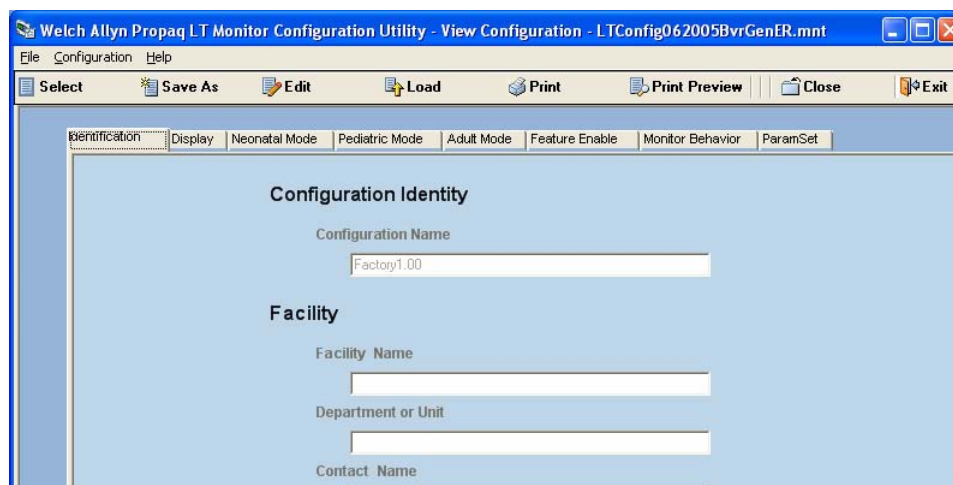 Welch Allyn Propaq LT Monitor Configuration Utility - View Configuration - LTConfig062005BvrGenER.mnt
File Configuration Help
Select Save As Edit Load Print Print Preview Close Exit
Identification Display Neonatal Mode Pediatric Mode Adult Mode Feature Enable Monitor Behavior ParamSet
Configuration Identity
Configuration Name
Factory1.00
Facility
Facility Name
Department or Unit
Contact Name